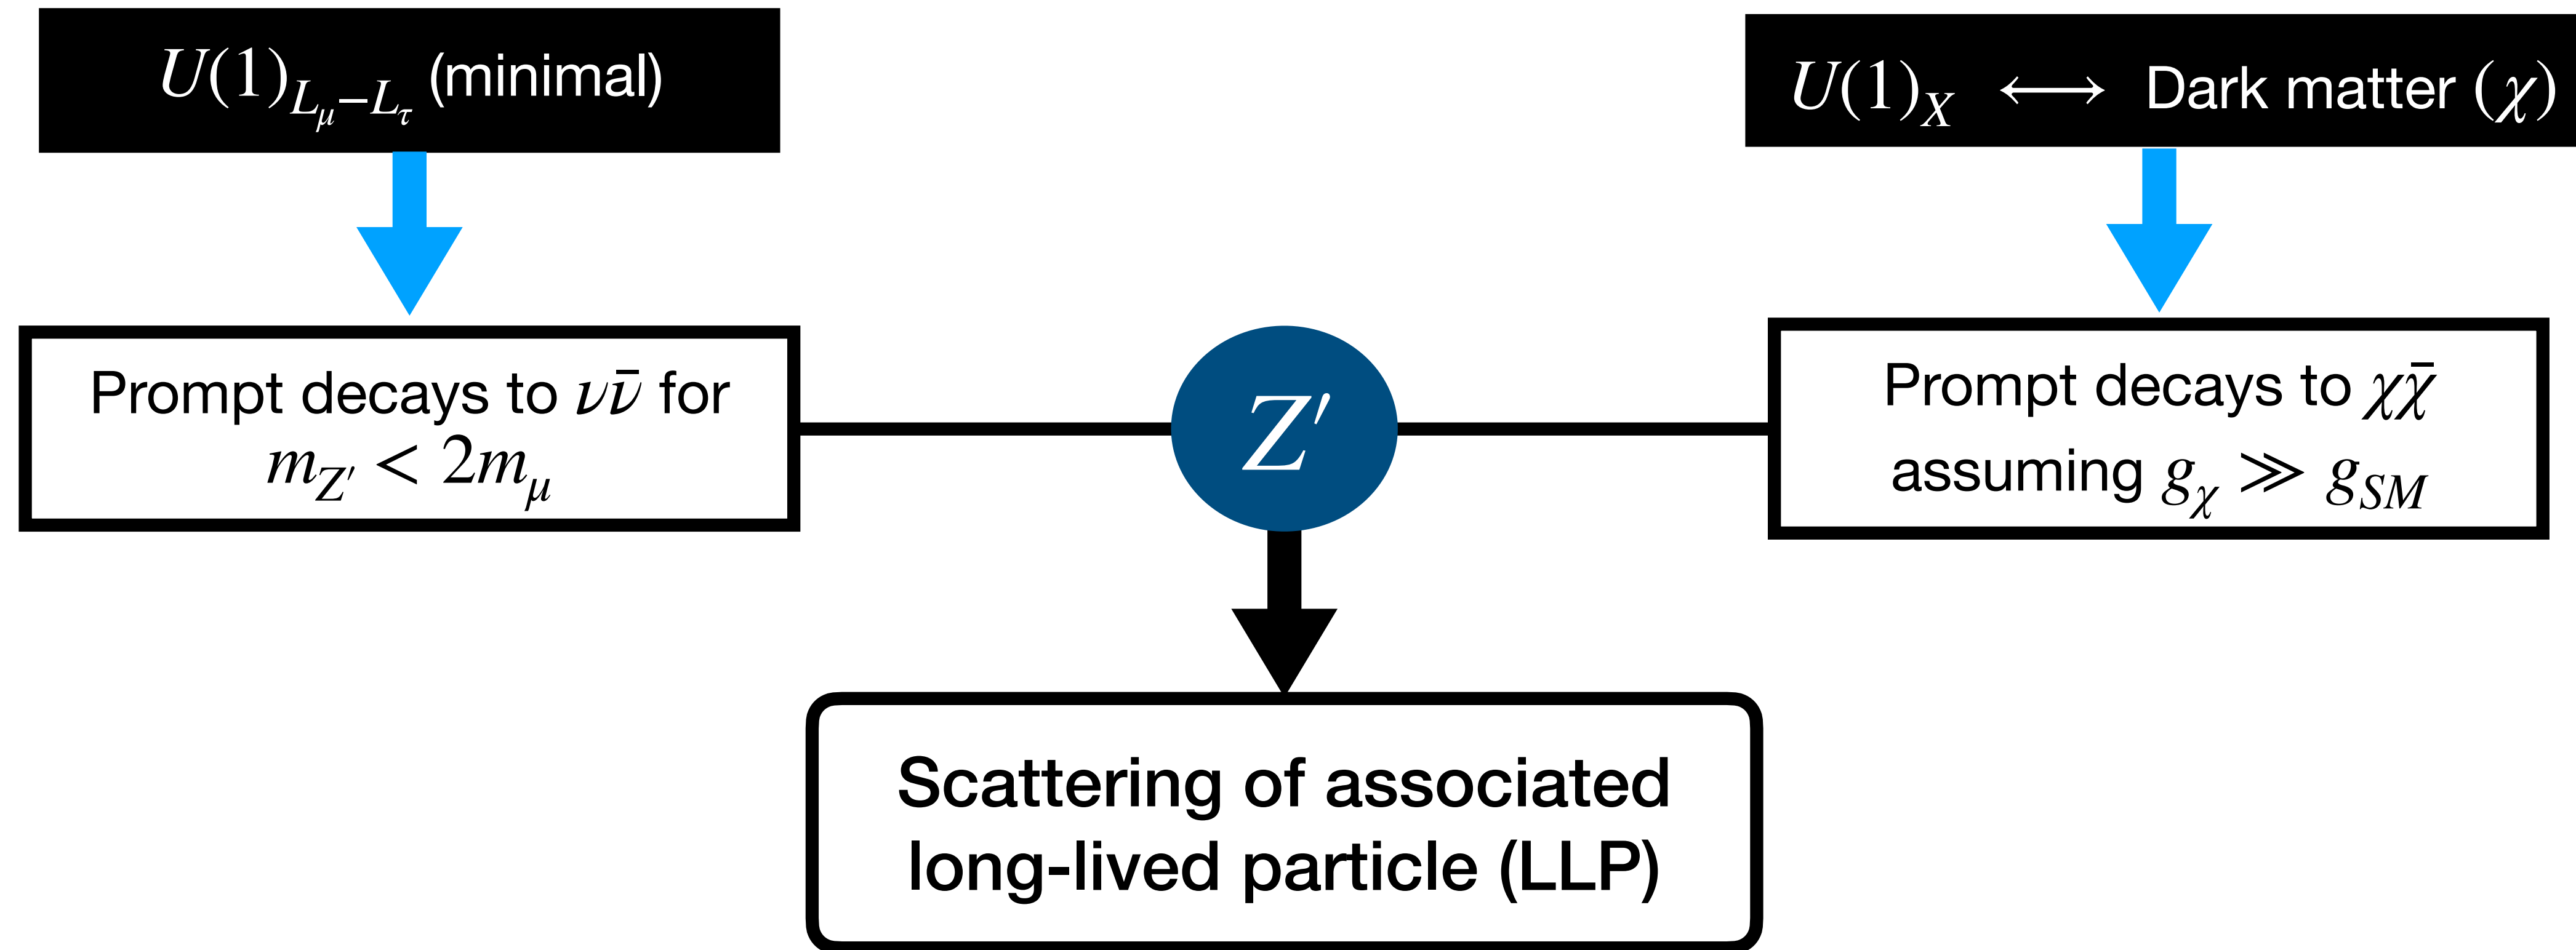 U(1)_{L_μ−L_τ} (minimal)
U(1)_X ⟷ Dark matter (χ)
Prompt decays to νν̄ for
m_{Z′} < 2m_μ
Z′
Prompt decays to χχ̄
assuming g_χ ≫ g_{SM}
Scattering of associated
long-lived particle (LLP)